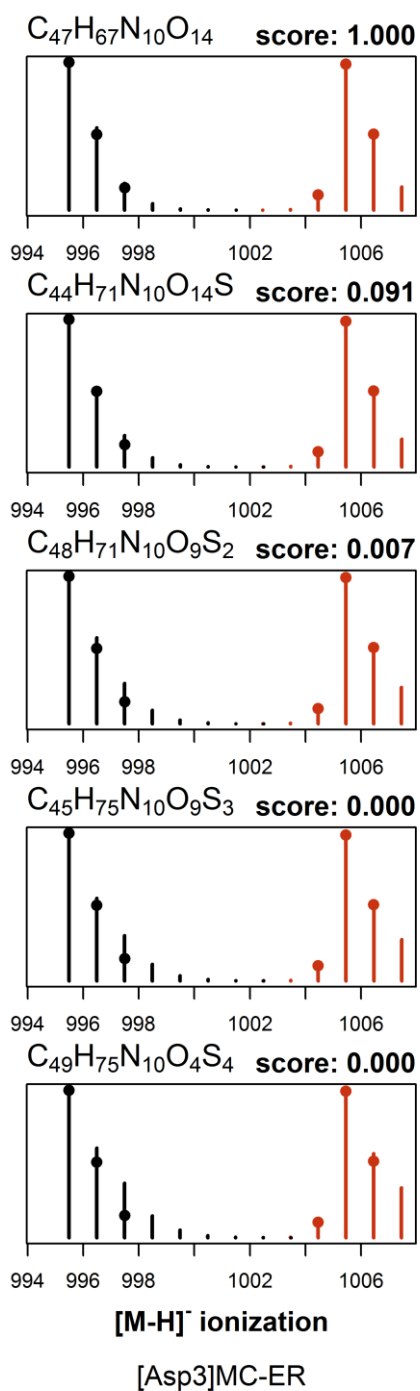 C₄₇H₆₇N₁₀O₁₄ score: 1.000
994 996 998 1002 1006
C₄₄H₇₁N₁₀O₁₄S score: 0.091
994 996 998 1002 1006
C₄₈H₇₁N₁₀O₉S₂ score: 0.007
994 996 998 1002 1006
C₄₅H₇₅N₁₀O₉S₃ score: 0.000
994 996 998 1002 1006
C₄₉H₇₅N₁₀O₄S₄ score: 0.000
994 996 998 1002 1006
[M-H]⁻ ionization
[Asp3]MC-ER